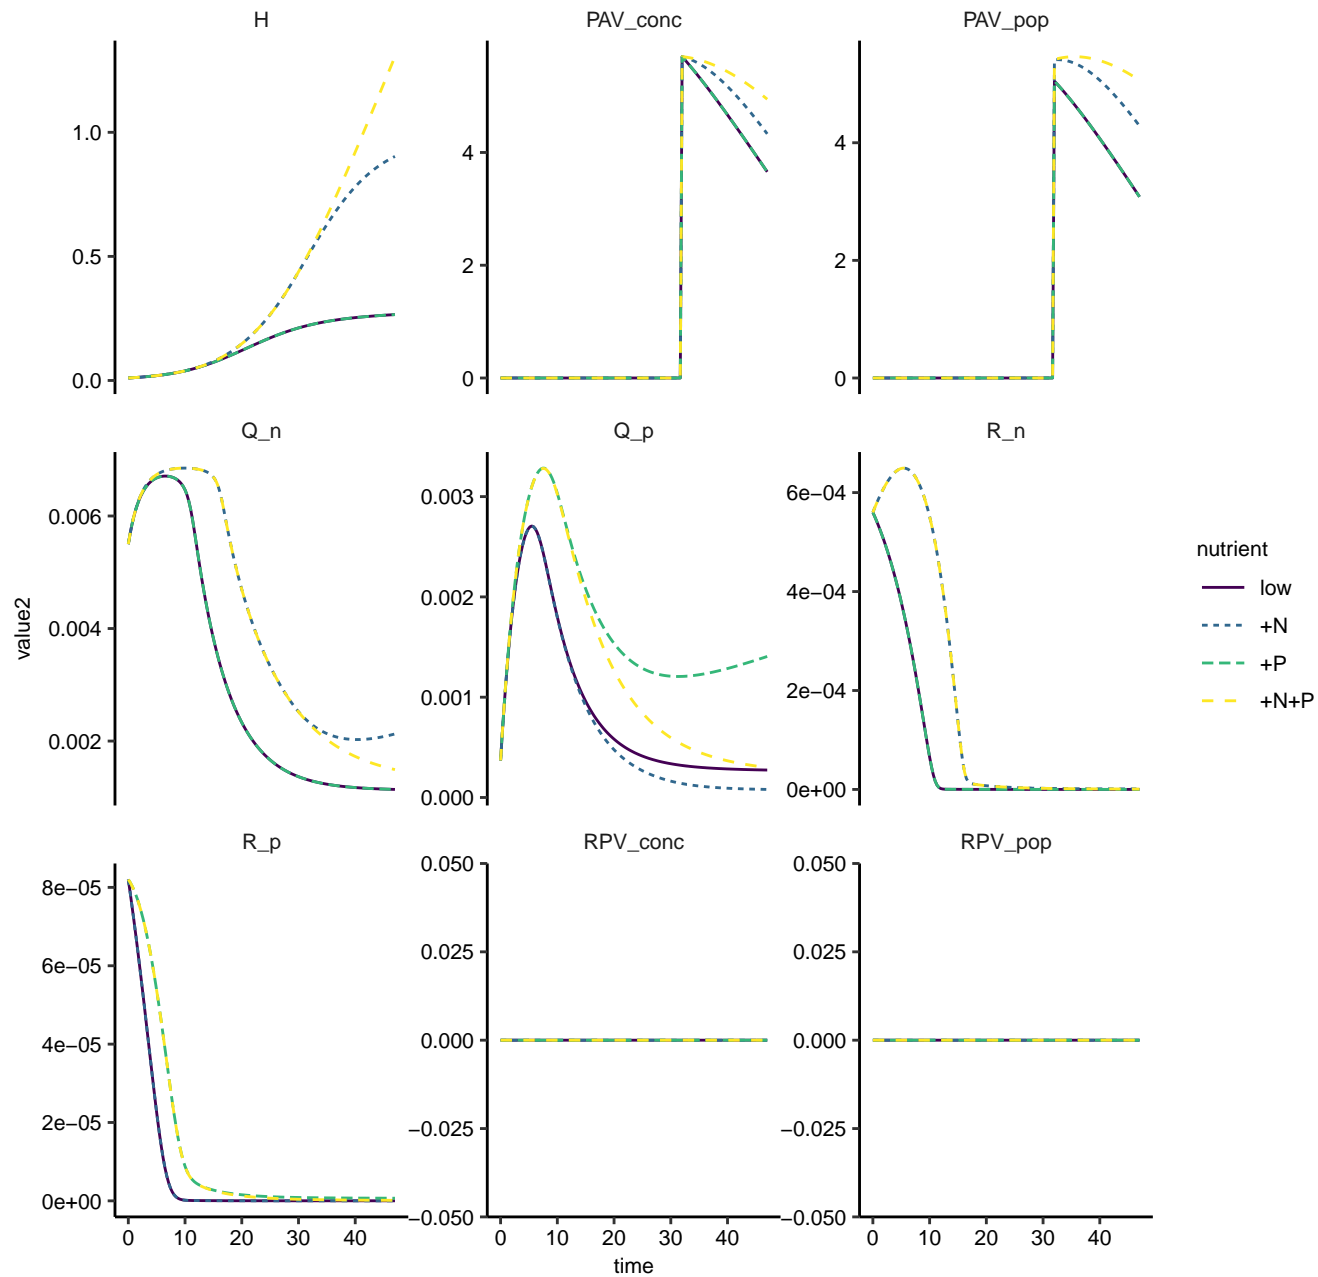 H PAV_conc PAV_pop
1.0
0.5
0.0
4
2
0
4
2
0
Q_n Q_p R_n
0.006
0.004
0.002
0.003
0.002
0.001
0.000
6e−04
4e−04
2e−04
0e+00
R_p RPV_conc RPV_pop
8e−05
6e−05
4e−05
2e−05
0e+00
0.050
0.025
0.000
−0.025
−0.050
0.050
0.025
0.000
−0.025
−0.050
0 10 20 30 40 0 10 20 30 40 0 10 20 30 40
time
value2
nutrient
low
+N
+P
+N+P